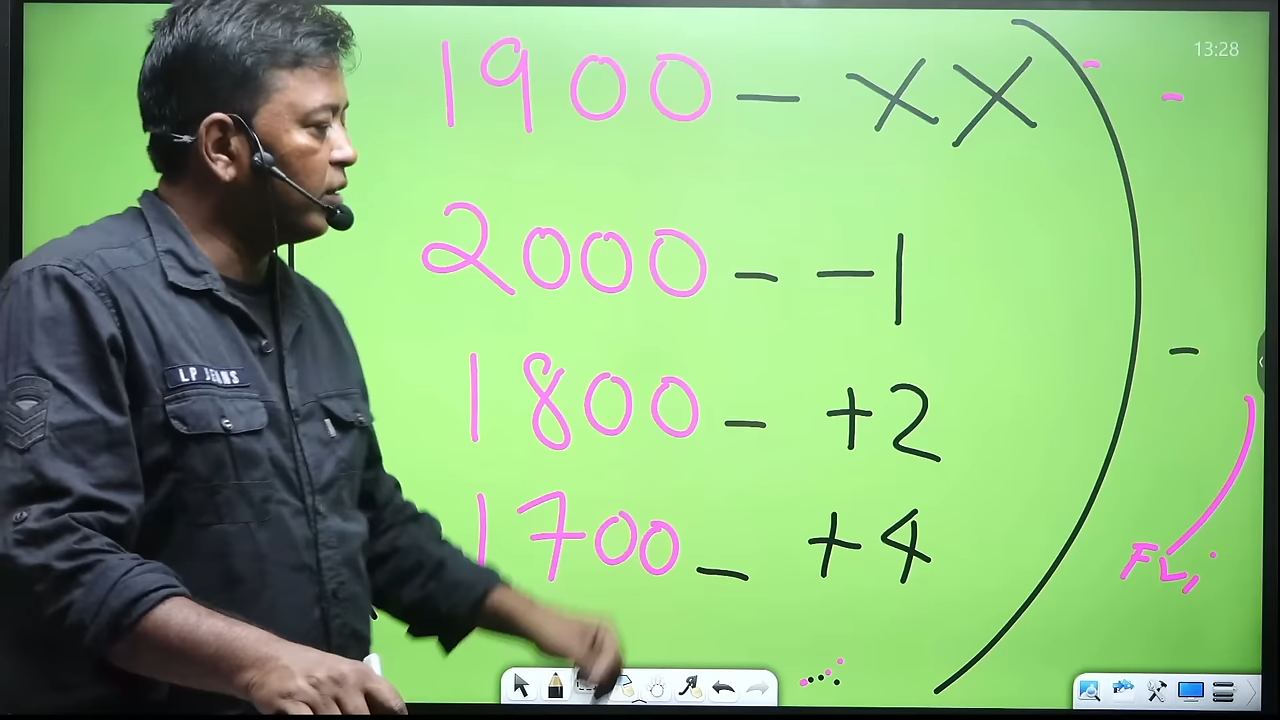 13:28
1900 - XX
2000 - -1
1800 - +2
1700 - +4
LP JEANS